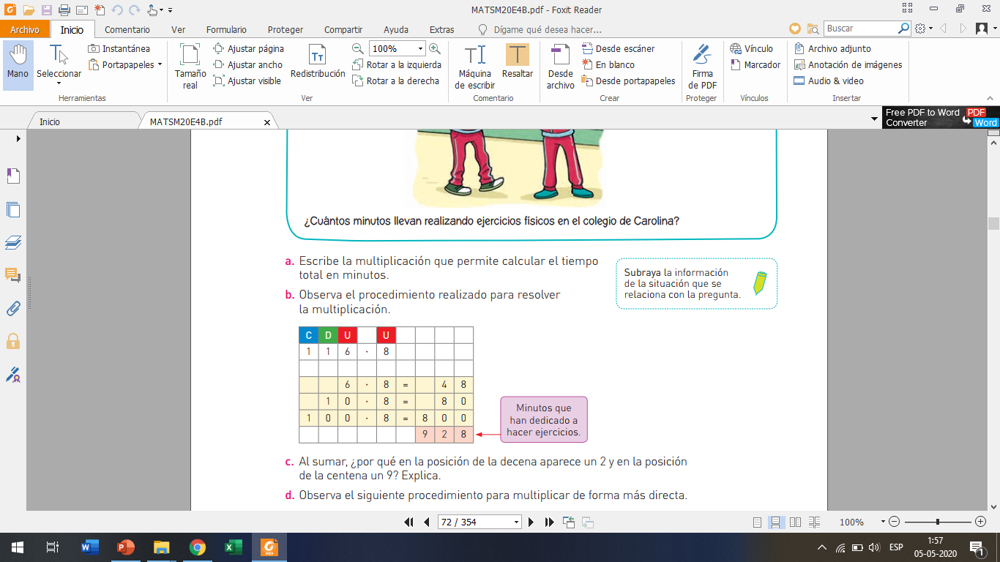 MATSM20E4B.pdf - Foxit Reader
Archivo Inicio Comentario Ver Formulario Proteger Compartir Ayuda Extras Dígame qué desea hacer... Buscar
Mano
Seleccionar
Instantánea
Portapapeles
Herramientas
Tamaño
real
Ajustar página
Ajustar ancho
Ajustar visible
Redistribución
100%
Rotar a la izquierda
Rotar a la derecha
Ver
Máquina
de escribir
Resaltar
Comentario
Desde
archivo
Desde escáner
En blanco
Desde portapapeles
Crear
Firma
de PDF
Proteger
Vínculo
Marcador
Vínculos
Archivo adjunto
Anotación de imágenes
Audio & video
Insertar
Inicio MATSM20E4B.pdf
Free PDF to Word PDF
Converter Word
¿Cuántos minutos llevan realizando ejercicios físicos en el colegio de Carolina?
a. Escribe la multiplicación que permite calcular el tiempo
total en minutos.
Subraya la información
de la situación que se
relaciona con la pregunta.
b. Observa el procedimiento realizado para resolver
la multiplicación.
C D U U
1 1 6 · 8
6 · 8 = 4 8
1 0 · 8 = 8 0
1 0 0 · 8 = 8 0 0
9 2 8
Minutos que
han dedicado a
hacer ejercicios.
c. Al sumar, ¿por qué en la posición de la decena aparece un 2 y en la posición
de la centena un 9? Explica.
d. Observa el siguiente procedimiento para multiplicar de forma más directa.
72 / 354
100%
ESP
1:57
05-05-2020
1